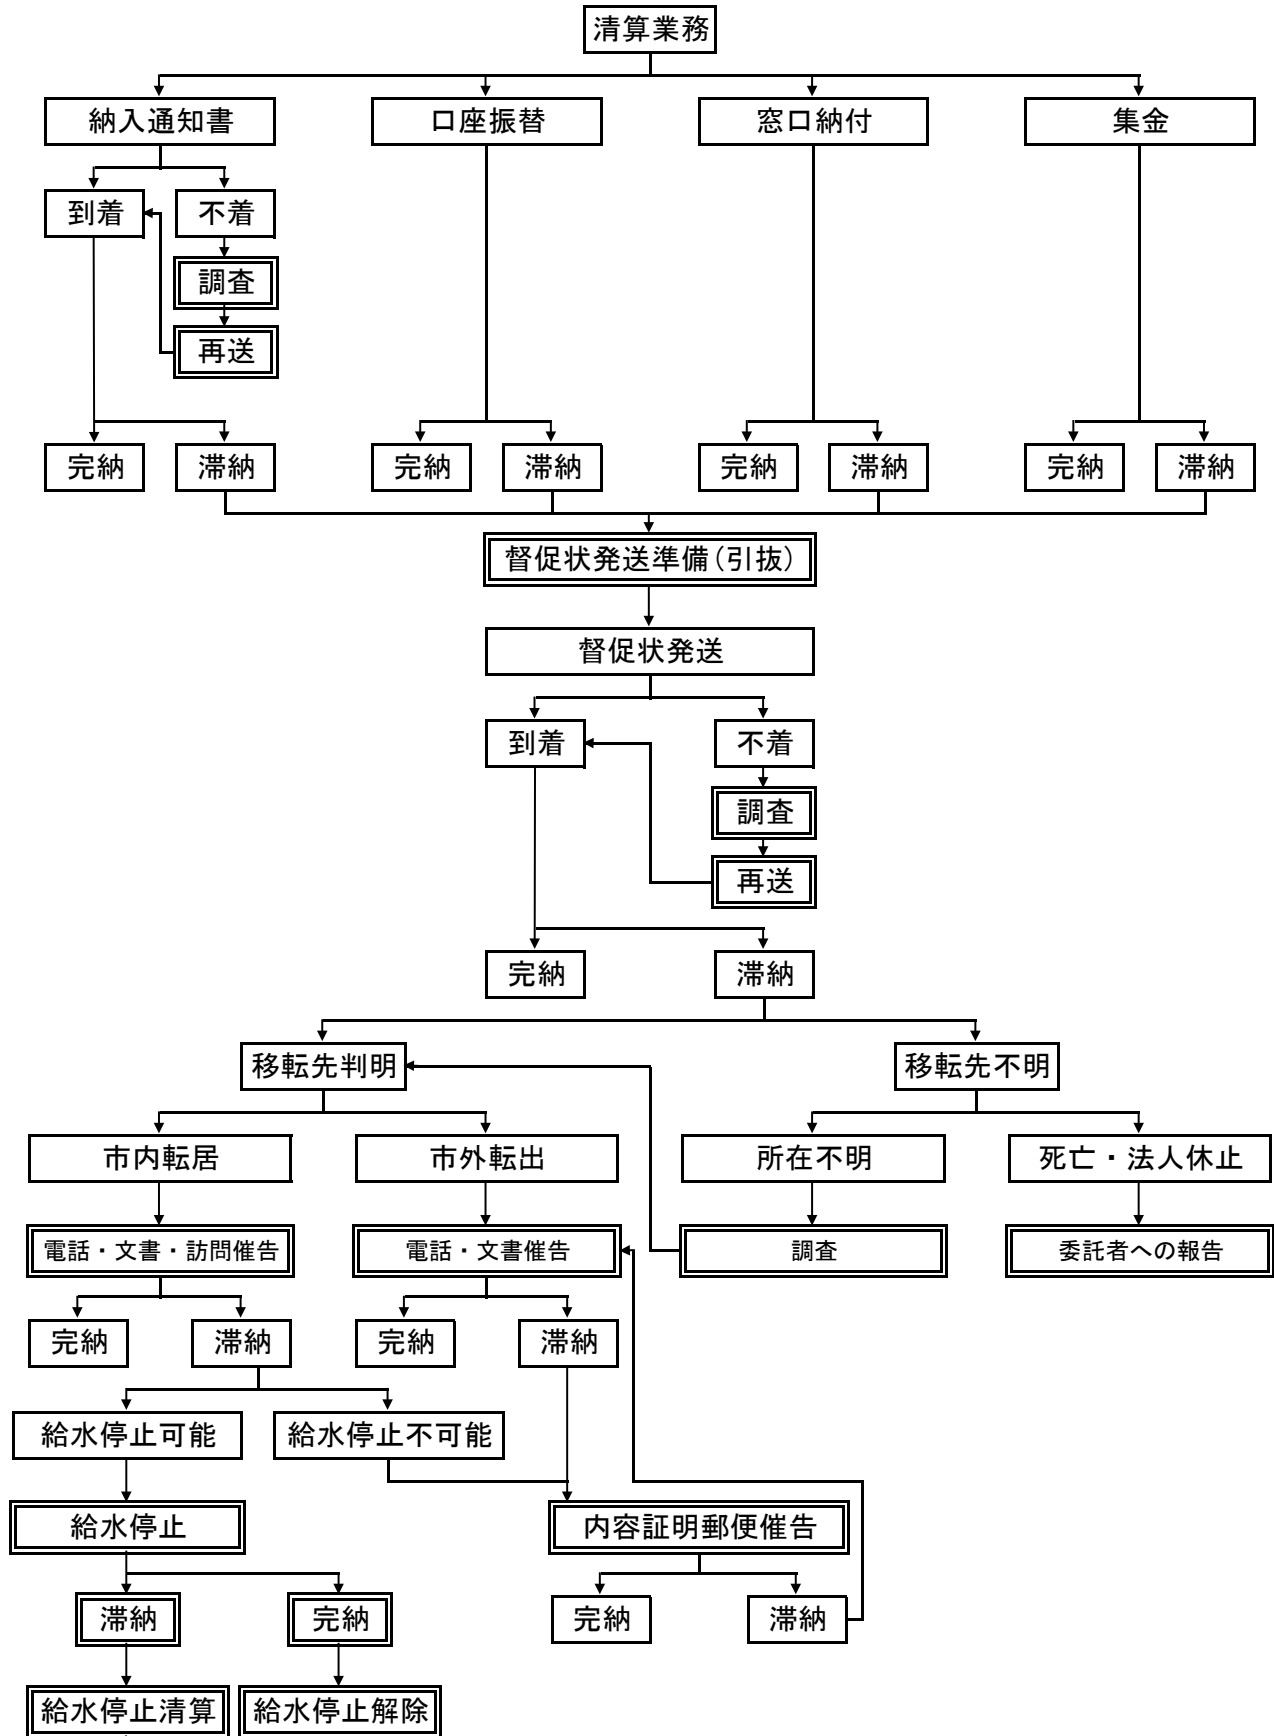 清算業務
納入通知書
口座振替
窓口納付
集金
到着
不着
調査
再送
完納
滞納
完納
滞納
完納
滞納
完納
滞納
督促状発送準備(引抜)
督促状発送
到着
不着
調査
再送
完納
滞納
移転先判明
移転先不明
市内転居
市外転出
所在不明
死亡・法人休止
電話・文書・訪問催告
電話・文書催告
調査
委託者への報告
完納
滞納
完納
滞納
給水停止可能
給水停止不可能
給水停止
内容証明郵便催告
滞納
完納
完納
滞納
給水停止清算
給水停止解除